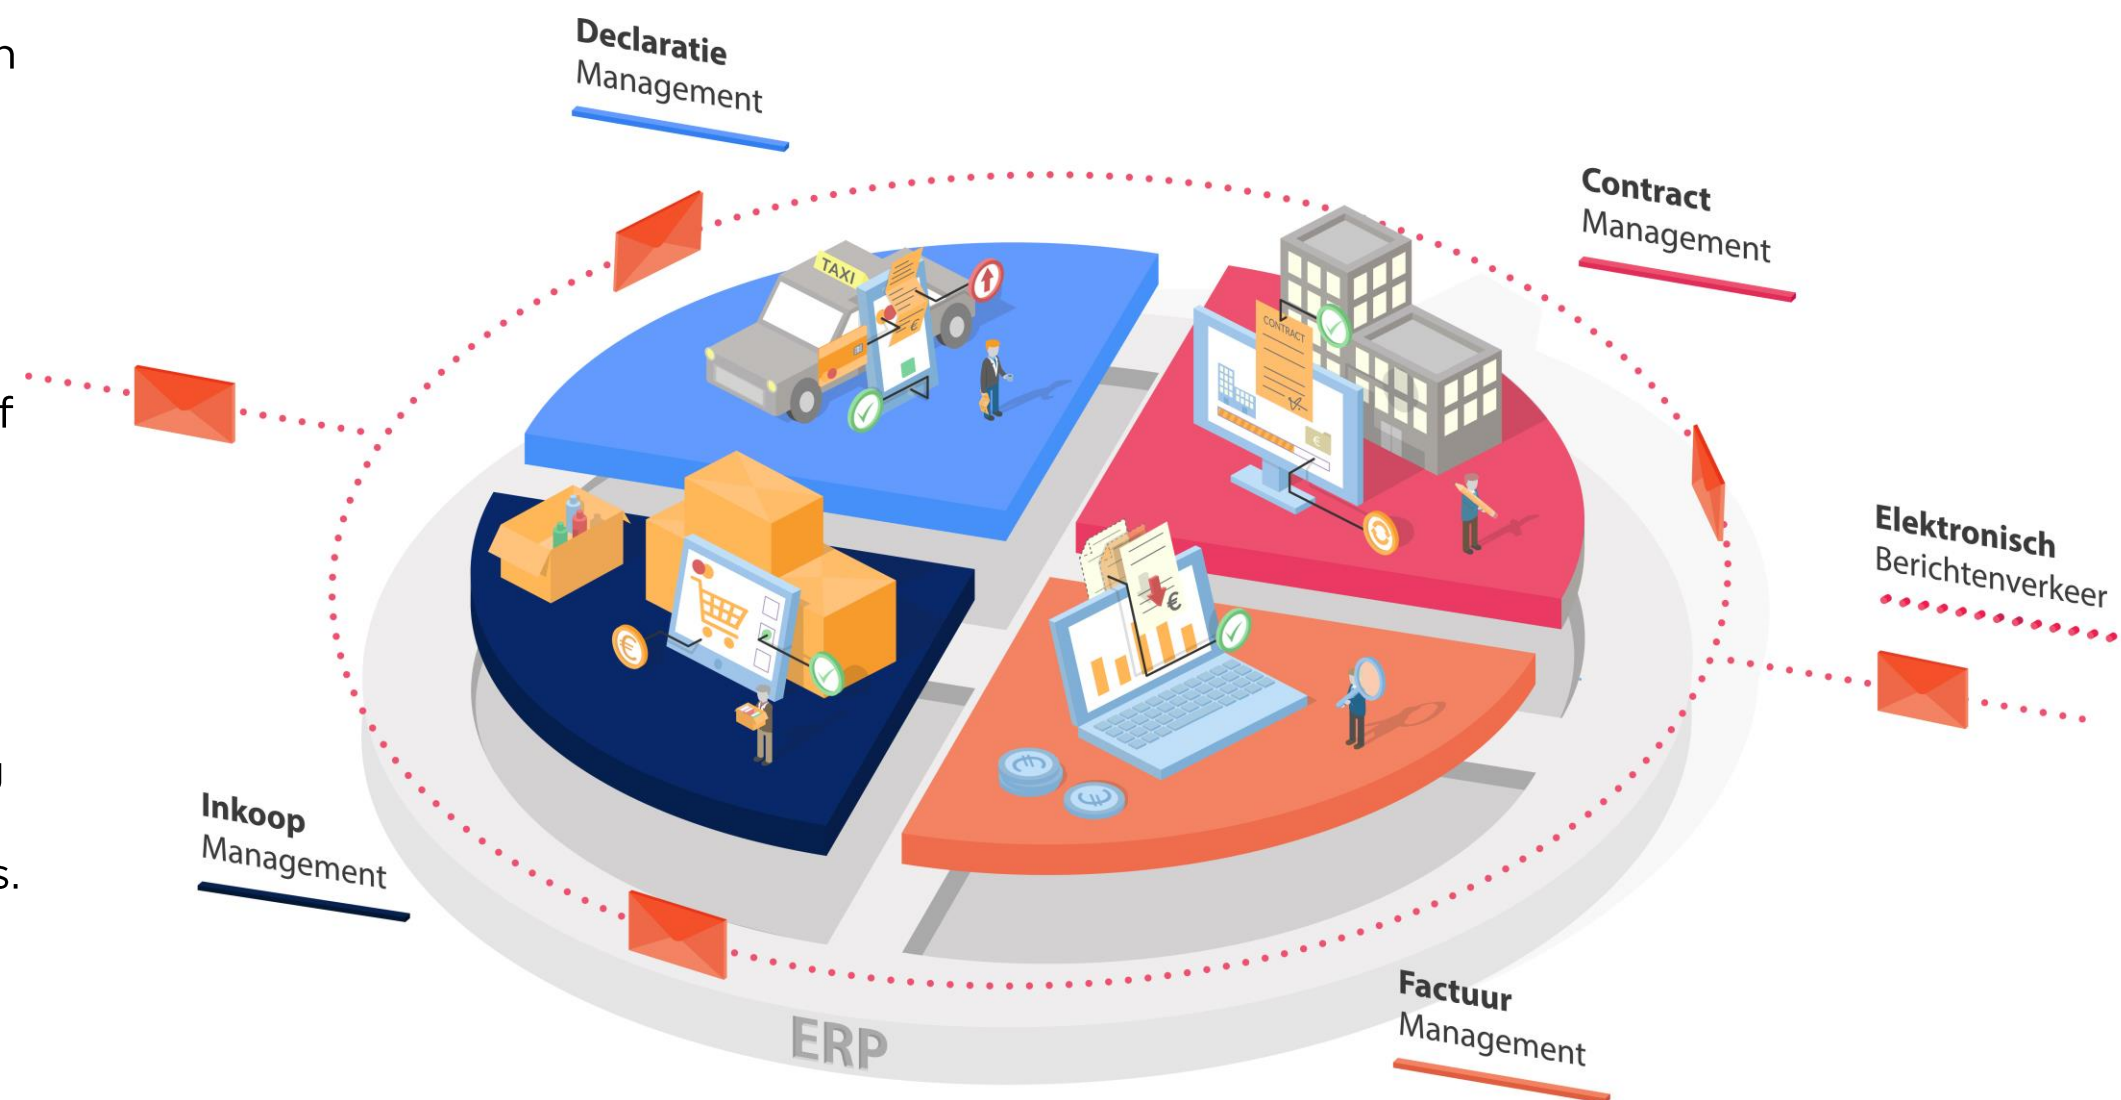 Declaratie
Management
Contract
Management
TAXI
CONTRACT
Elektronisch
Berichtenverkeer
Inkoop
Management
Factuur
Management
ERP
n
f
s.